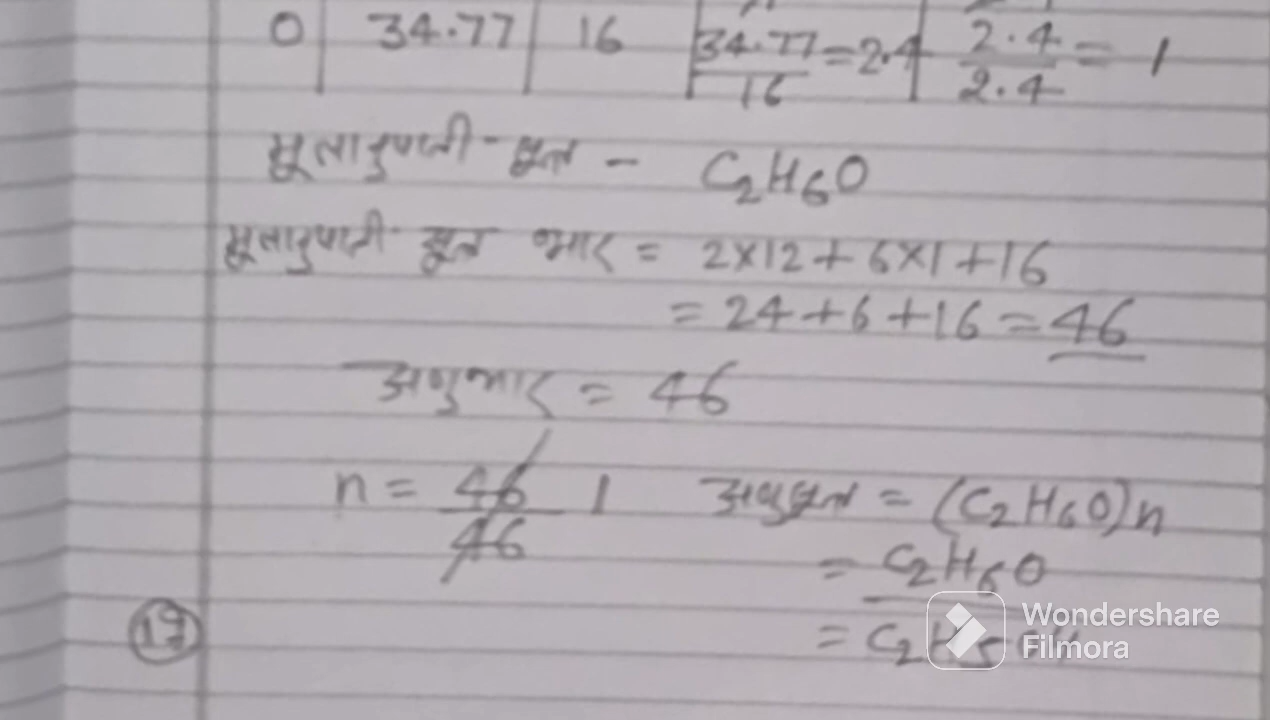 O 34.77 16 34.77/16 = 2.4 2.4/2.4 = 1
मूलानुपाती-सूत्र - C₂H₆O
मूलानुपाती सूत्र भार = 2×12+6×1+16
= 24+6+16 = 46
अणुभार = 46
n = 46/46 1 अणुसूत्र = (C₂H₆O)n
= C₂H₆O
= C₂H₅OH
17
Wondershare
Filmora